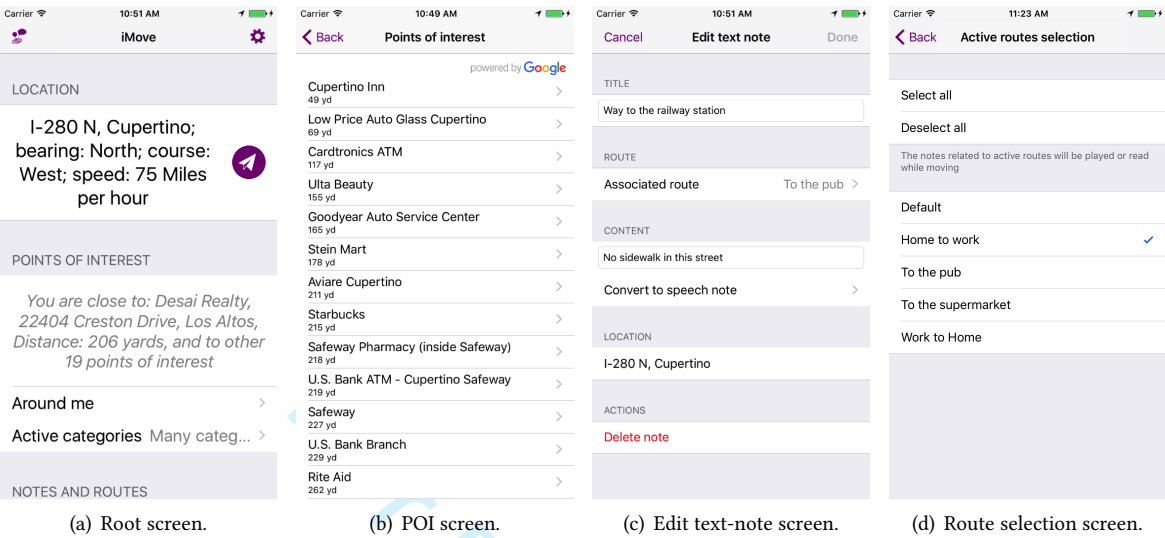 Carrier 10:51 AM
iMove
LOCATION
I-280 N, Cupertino;
bearing: North; course:
West; speed: 75 Miles
per hour
POINTS OF INTEREST
You are close to: Desai Realty,
22404 Creston Drive, Los Altos,
Distance: 206 yards, and to other
19 points of interest
Around me
Active categories Many categ...
NOTES AND ROUTES
(a) Root screen.
Carrier 10:49 AM
Back Points of interest
powered by Google
Cupertino Inn
49 yd
Low Price Auto Glass Cupertino
69 yd
Cardtronics ATM
117 yd
Ulta Beauty
155 yd
Goodyear Auto Service Center
165 yd
Stein Mart
178 yd
Aviare Cupertino
211 yd
Starbucks
215 yd
Safeway Pharmacy (inside Safeway)
218 yd
U.S. Bank ATM - Cupertino Safeway
219 yd
Safeway
227 yd
U.S. Bank Branch
229 yd
Rite Aid
262 yd
(b) POI screen.
Carrier 10:51 AM
Cancel Edit text note Done
TITLE
Way to the railway station
ROUTE
Associated route To the pub
CONTENT
No sidewalk in this street
Convert to speech note
LOCATION
I-280 N, Cupertino
ACTIONS
Delete note
(c) Edit text-note screen.
Carrier 11:23 AM
Back Active routes selection
Select all
Deselect all
The notes related to active routes will be played or read
while moving
Default
Home to work
To the pub
To the supermarket
Work to Home
(d) Route selection screen.